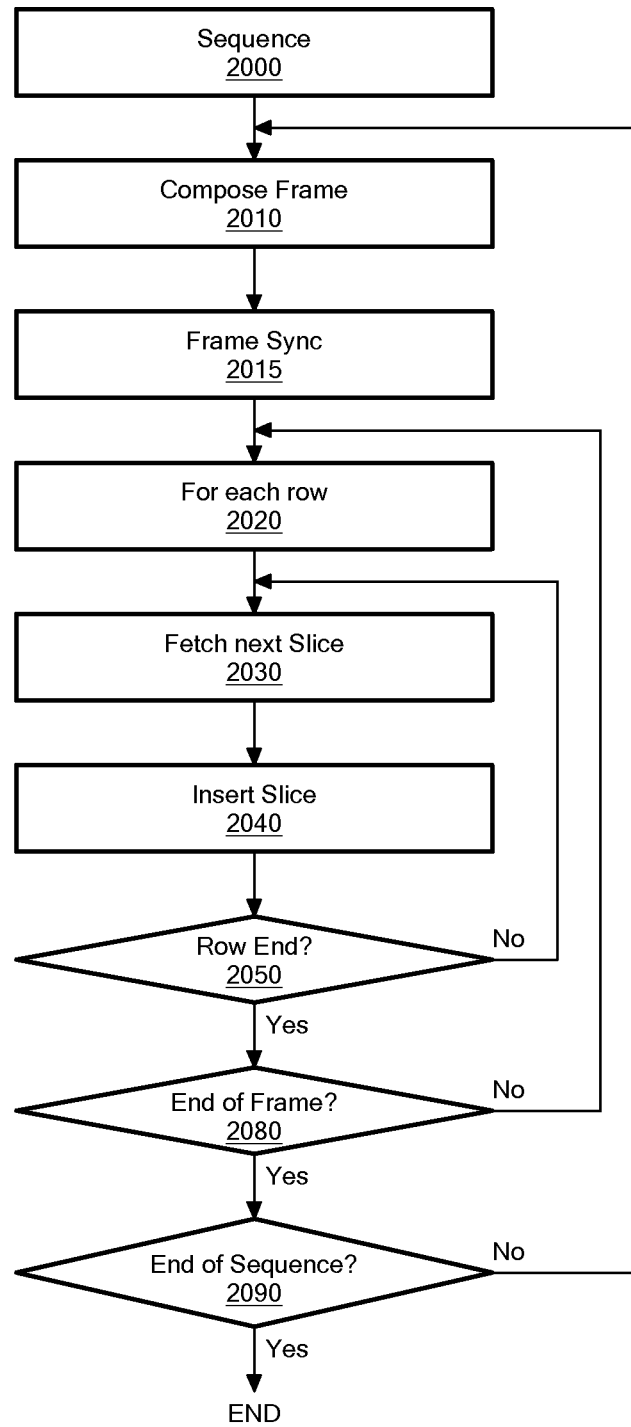 Sequence
2000
Compose Frame
2010
Frame Sync
2015
For each row
2020
Fetch next Slice
2030
Insert Slice
2040
Row End?
2050
No
Yes
End of Frame?
2080
No
Yes
End of Sequence?
2090
No
Yes
END